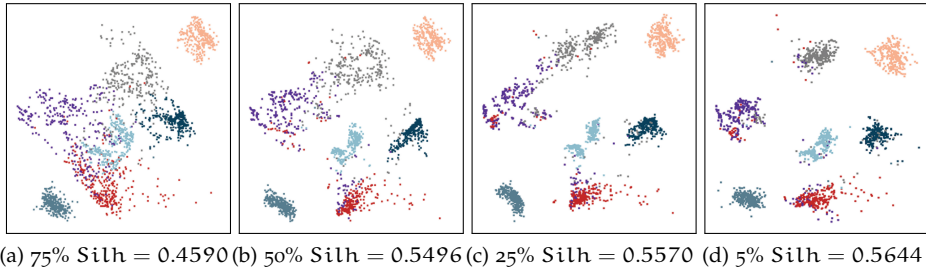 (a) 75% Silh = 0.4590 (b) 50% Silh = 0.5496 (c) 25% Silh = 0.5570 (d) 5% Silh = 0.5644